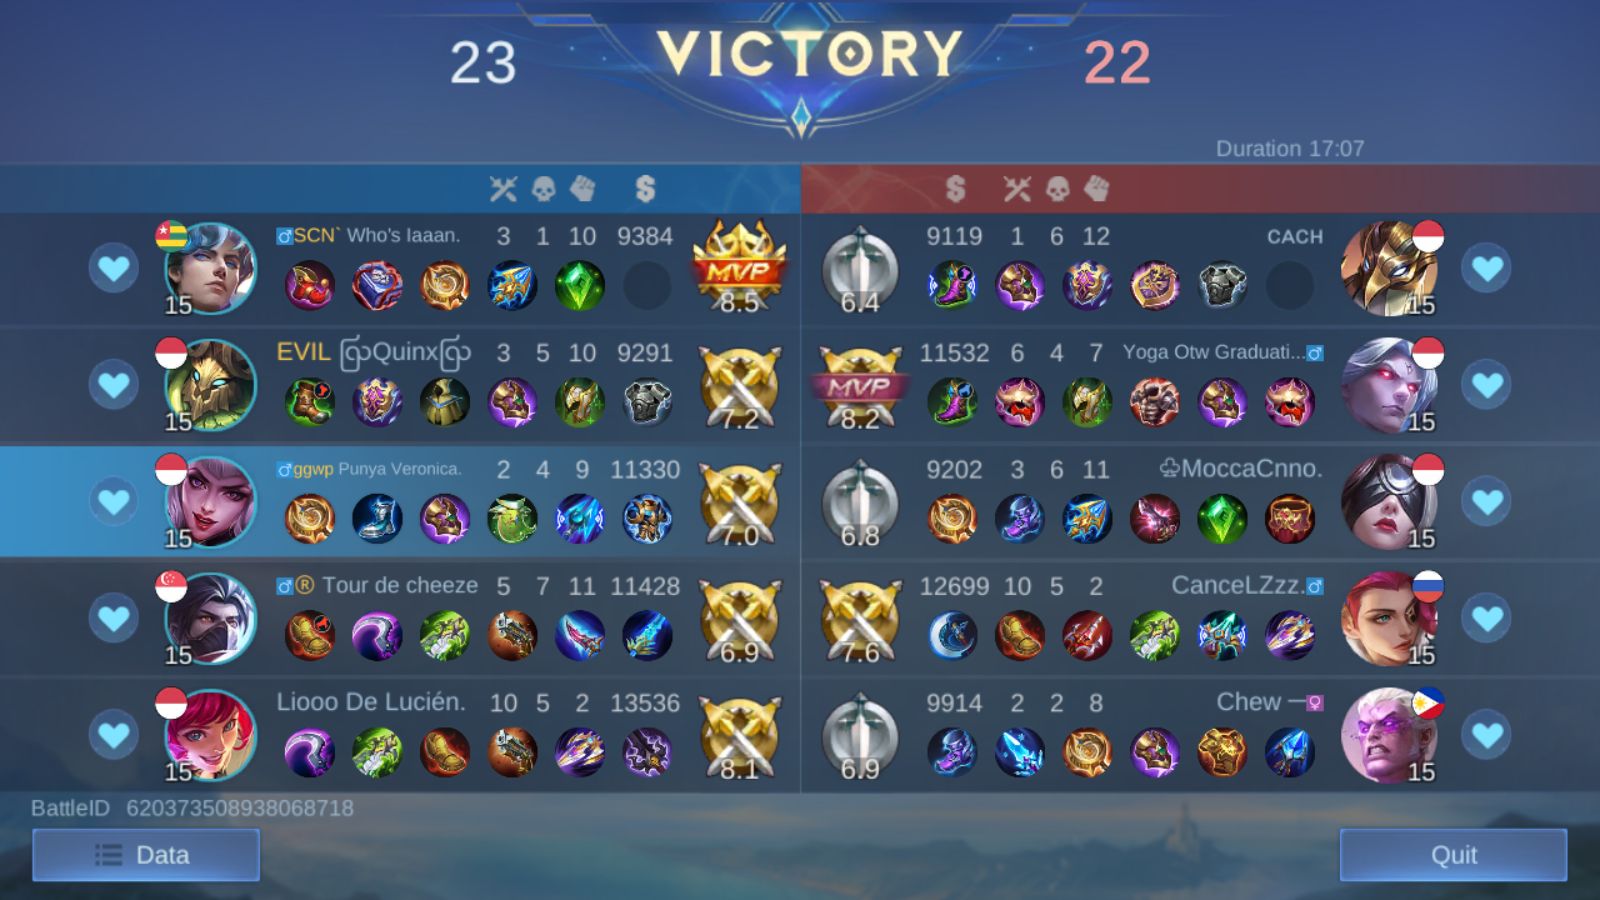 23 VICTORY 22
Duration 17:07
SCN` Who's Iaaan. 3 1 10 9384
MVP 8.5
15
6.4 9119 1 6 12 CACH
15
EVIL Quinx 3 5 10 9291
7.2
15
MVP 8.2 11532 6 4 7 Yoga Otw Graduati...
15
ggwp Punya Veronica. 2 4 9 11330
7.0
15
6.8 9202 3 6 11 ♧MoccaCnno.
15
® Tour de cheeze 5 7 11 11428
6.9
15
7.6 12699 10 5 2 CanceLZzz.
15
Liooo De Lucién. 10 5 2 13536
8.1
15
6.9 9914 2 2 8 Chew 一
15
BattleID 620373508938068718
Data
Quit